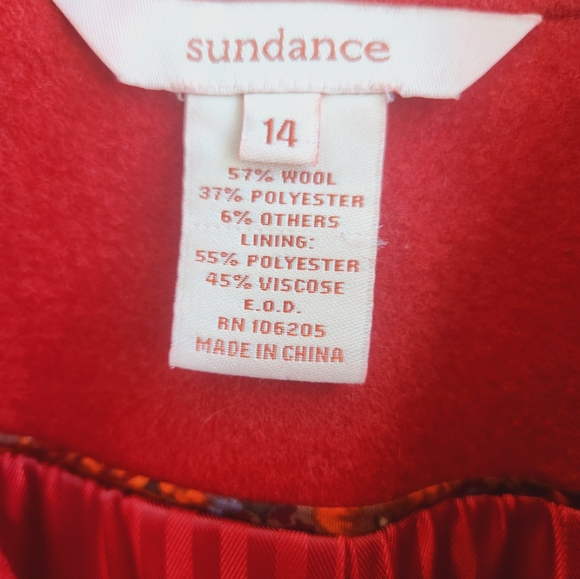 sundance
14
57% WOOL
37% POLYESTER
6% OTHERS
LINING:
55% POLYESTER
45% VISCOSE
E.O.D.
RN 106205
MADE IN CHINA